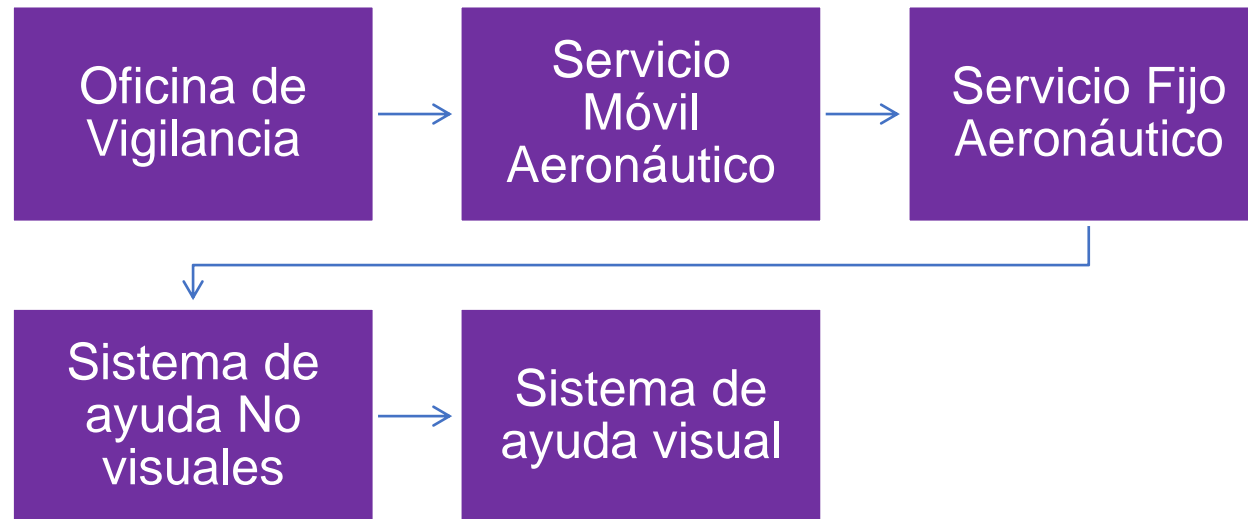 Oficina de
Vigilancia
Servicio
Móvil
Aeronáutico
Servicio Fijo
Aeronáutico
Sistema de
ayuda No
visuales
Sistema de
ayuda visual